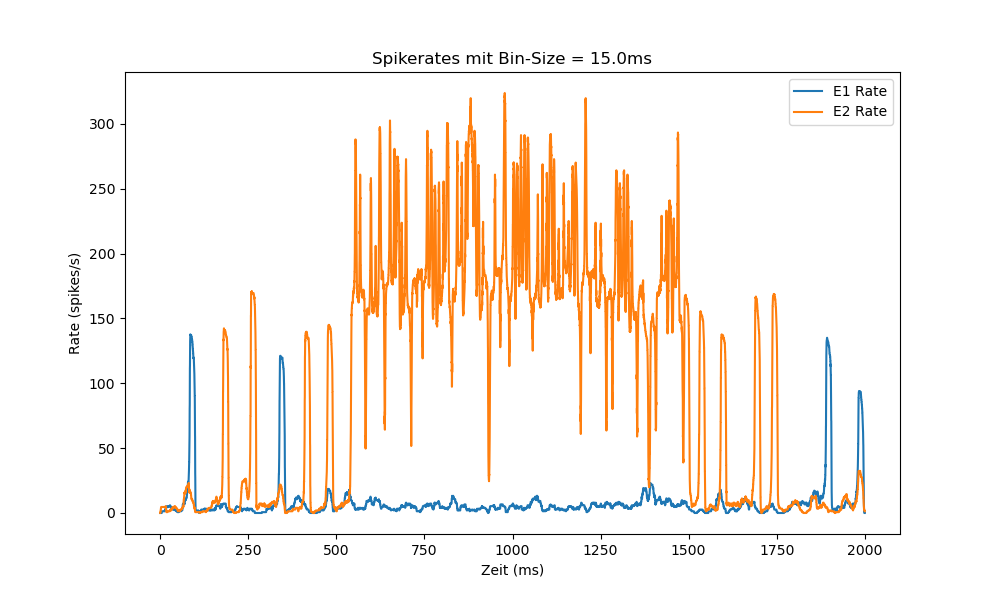 Spikerates mit Bin-Size = 15.0ms
E1 Rate
E2 Rate
Rate (spikes/s)
300
250
200
150
100
50
0
0 250 500 750 1000 1250 1500 1750 2000
Zeit (ms)